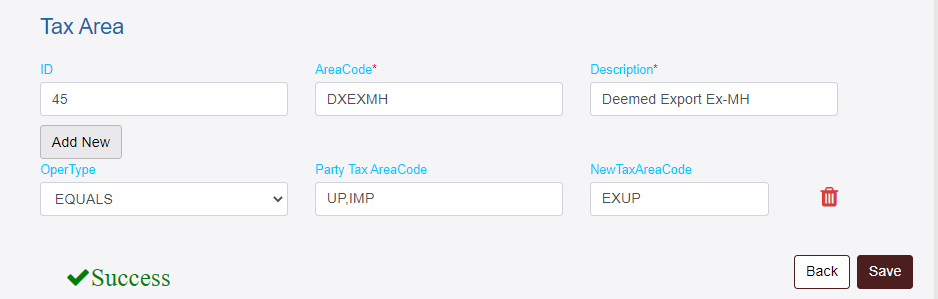 Tax Area
ID AreaCode* Description*
45 DXEXMH Deemed Export Ex-MH
Add New
OperType Party Tax AreaCode NewTaxAreaCode
EQUALS UP,IMP EXUP
Success Back Save